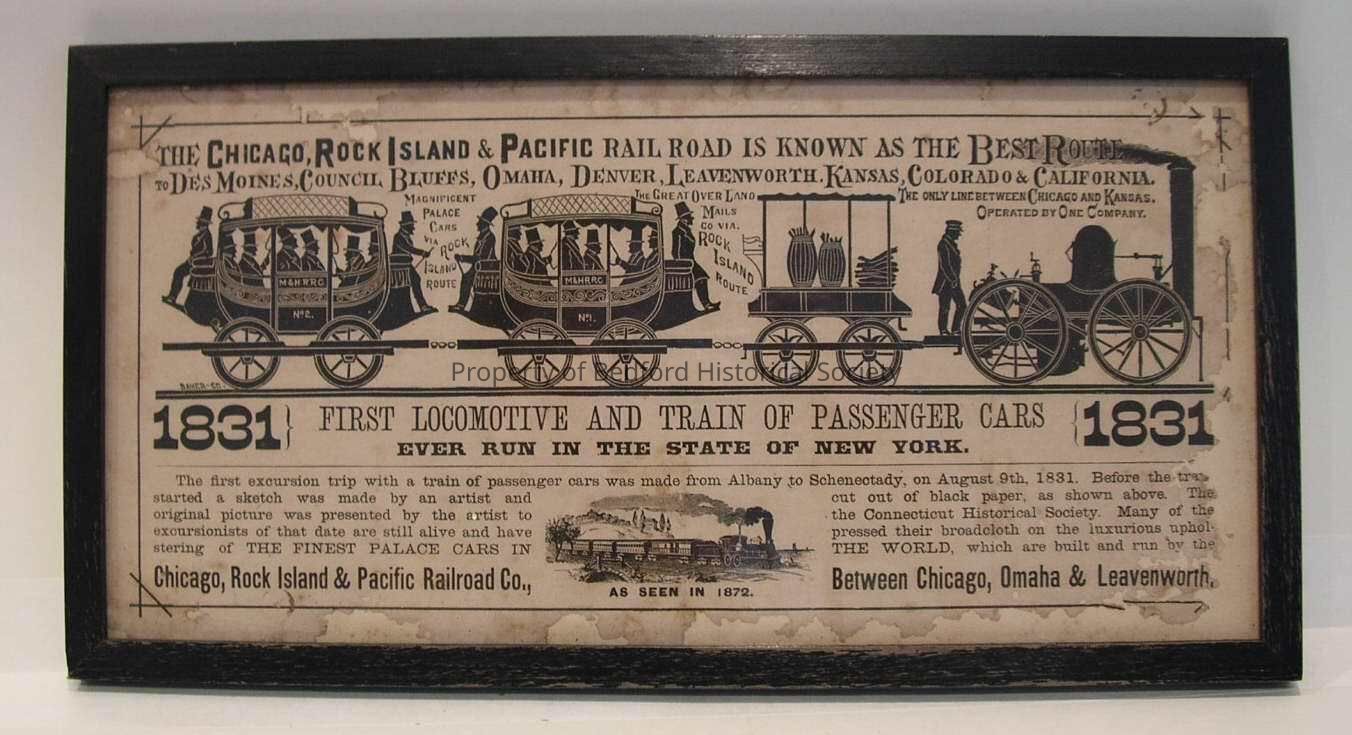 THE CHICAGO, ROCK ISLAND & PACIFIC RAIL ROAD IS KNOWN AS THE BEST ROUTE
TO DES MOINES, COUNCIL BLUFFS, OMAHA, DENVER, LEAVENWORTH. KANSAS, COLORADO & CALIFORNIA.
MAGNIFICENT
PALACE
CARS
VIA
ROCK
ISLAND
ROUTE
THE GREAT OVER LAND
MAILS
GO VIA.
ROCK
ISLAND
ROUTE
THE ONLY LINE BETWEEN CHICAGO AND KANSAS.
OPERATED BY ONE COMPANY.
M&H.R.R.C
No 2.
M&H.R.R.C
No 1.
BAKER-CO.
Property of Bedford Historical Society
1831} FIRST LOCOMOTIVE AND TRAIN OF PASSENGER CARS {1831
EVER RUN IN THE STATE OF NEW YORK.
The first excursion trip with a train of passenger cars was made from Albany to Schenectady, on August 9th, 1831. Before the
started a sketch was made by an artist and cut out of black paper, as shown above. The
original picture was presented by the artist to the Connecticut Historical Society. Many of the
excursionists of that date are still alive and have pressed their broadcloth on the luxurious uphol-
stering of THE FINEST PALACE CARS IN THE WORLD, which are built and run by the
Chicago, Rock Island & Pacific Railroad Co., Between Chicago, Omaha & Leavenworth.
AS SEEN IN 1872.